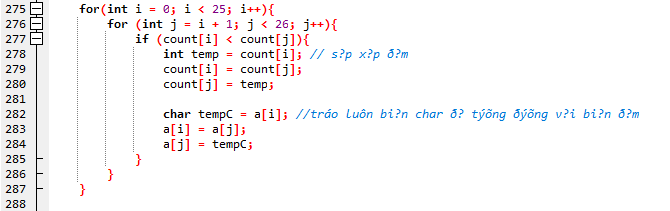 275 for(int i = 0; i < 25; i++){
276 for (int j = i + 1; j < 26; j++){
277 if (count[i] < count[j]){
278 int temp = count[i]; // s?p x?p ð?m
279 count[i] = count[j];
280 count[j] = temp;
281
282 char tempC = a[i]; //tráo luôn bi?n char ð? týõng ðýõng v?i bi?n ð?m
283 a[i] = a[j];
284 a[j] = tempC;
285 }
286 }
287 }
288